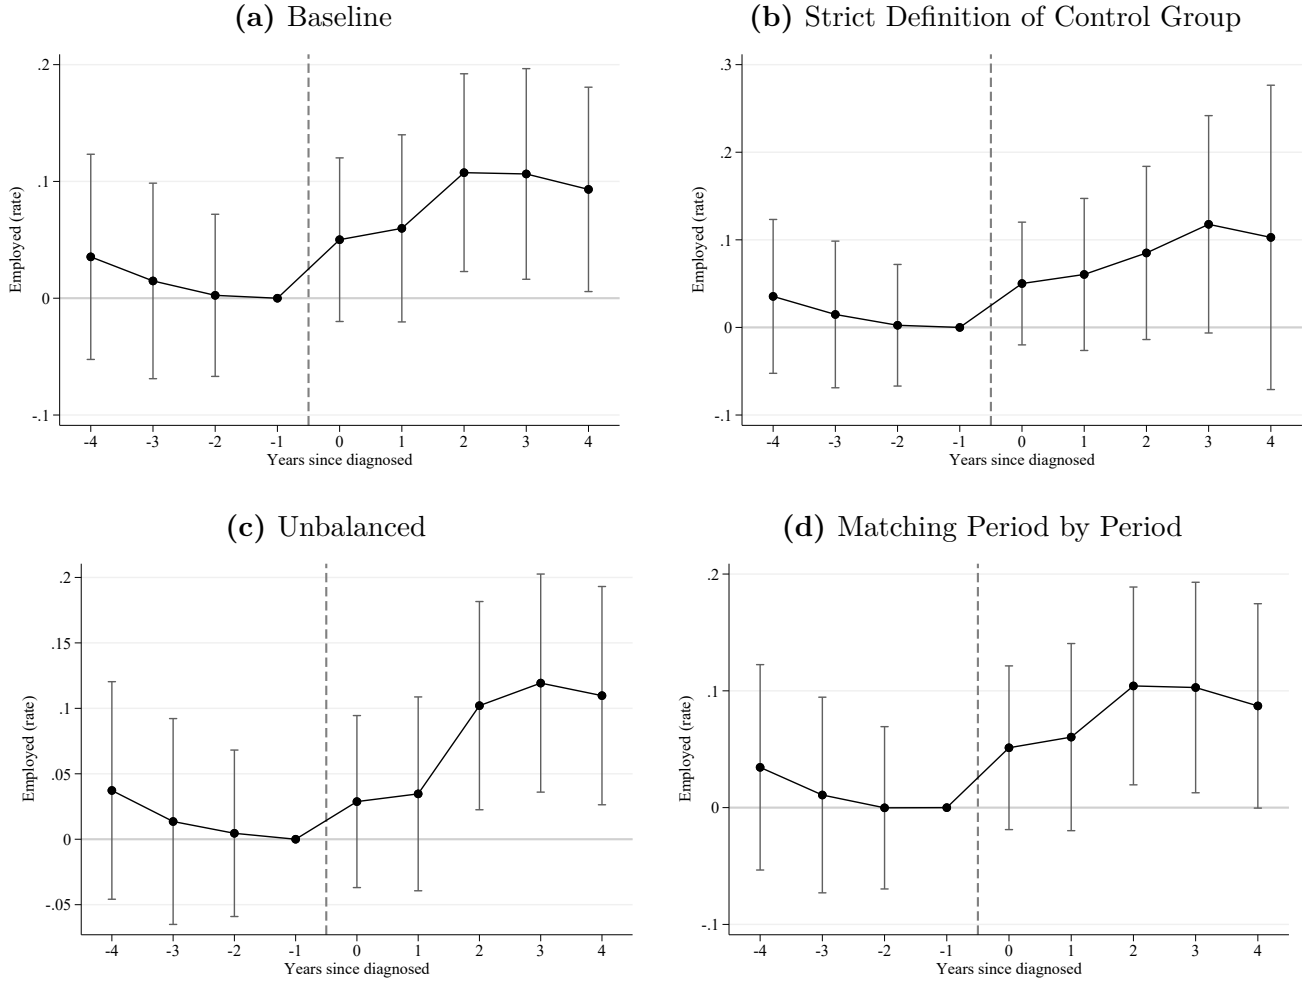 (a) Baseline
.2
.1
0
-.1
Employed (rate)
-4 -3 -2 -1 0 1 2 3 4
Years since diagnosed
(b) Strict Definition of Control Group
.3
.2
.1
0
-.1
Employed (rate)
-4 -3 -2 -1 0 1 2 3 4
Years since diagnosed
(c) Unbalanced
.2
.15
.1
.05
0
-.05
Employed (rate)
-4 -3 -2 -1 0 1 2 3 4
Years since diagnosed
(d) Matching Period by Period
.2
.1
0
-.1
Employed (rate)
-4 -3 -2 -1 0 1 2 3 4
Years since diagnosed